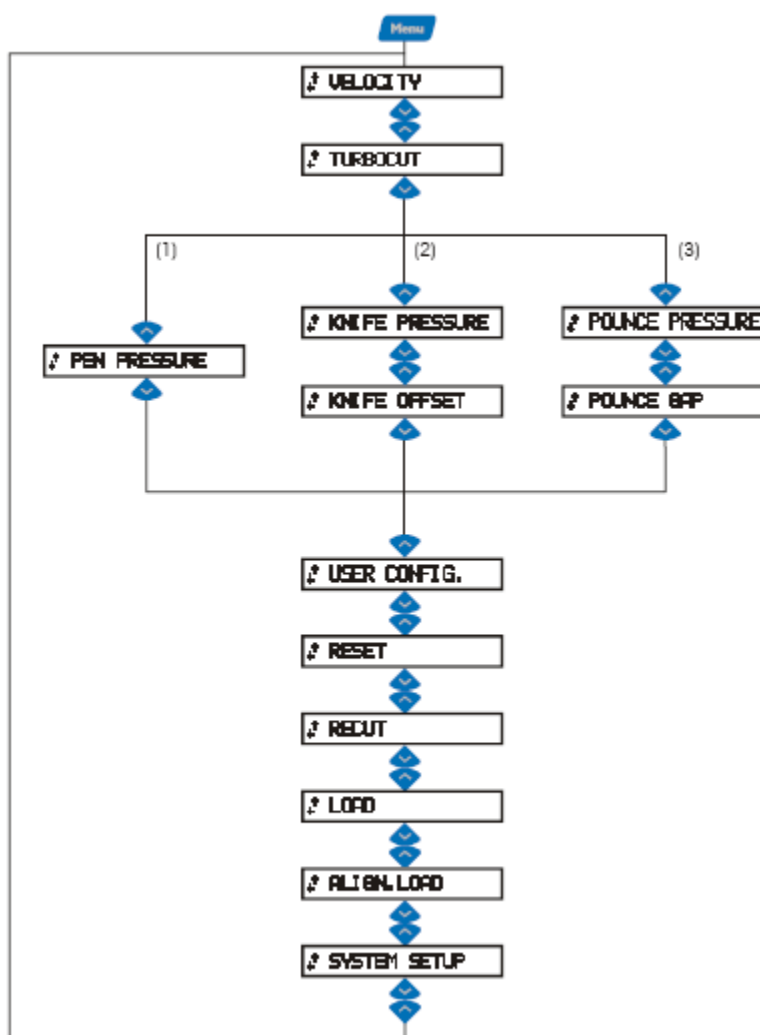 Menu
VELOCITY
TURBOCUT
(1) (2) (3)
KNIFE PRESSURE POUNCE PRESSURE
PEN PRESSURE
KNIFE OFFSET POUNCE GAP
USER CONFIG.
RESET
RECUT
LOAD
ALIGN.LOAD
SYSTEM SETUP